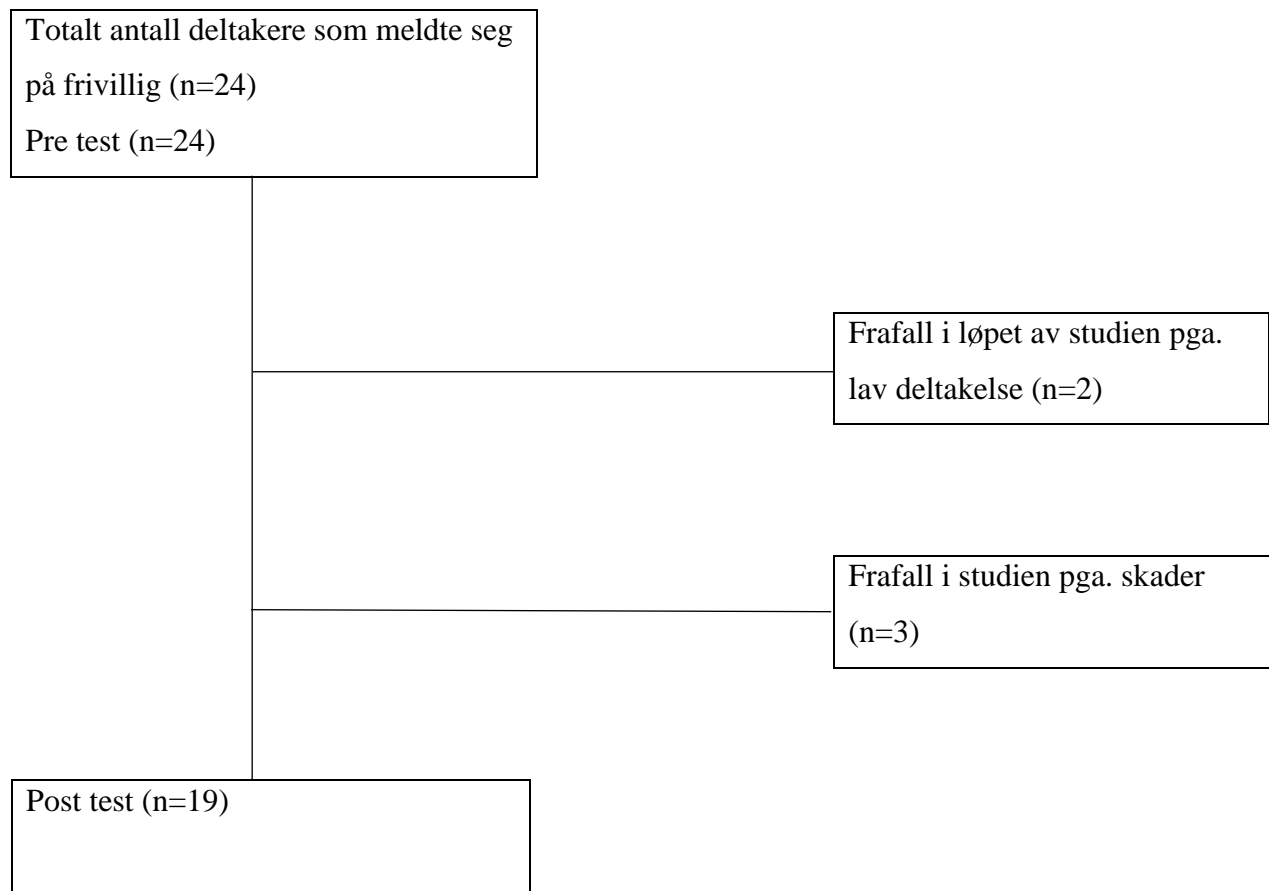 Totalt antall deltakere som meldte seg
på frivillig (n=24)
Pre test (n=24)
Frafall i løpet av studien pga.
lav deltakelse (n=2)
Frafall i studien pga. skader
(n=3)
Post test (n=19)